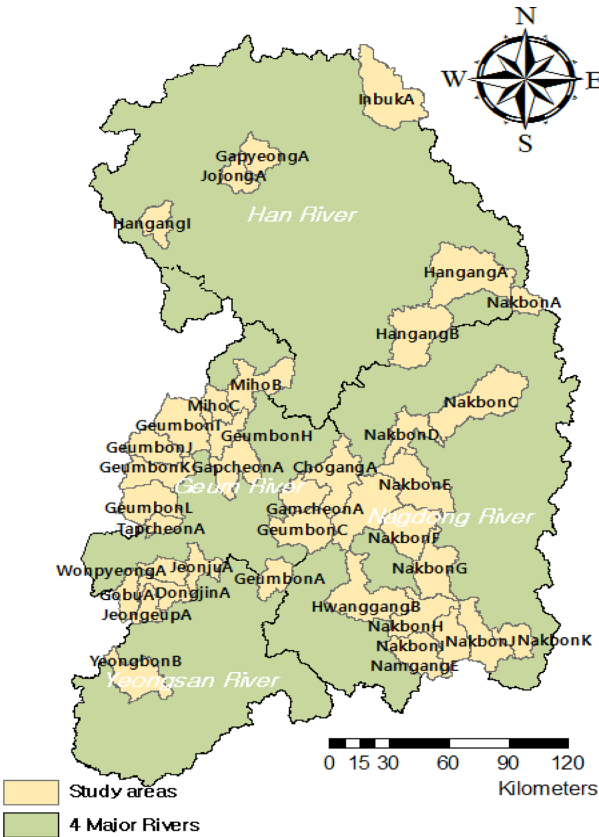 N
W
E
S
InbukA
GapyeongA
JojongA
Han River
HangangI
HangangA
NakbonA
HangangB
MihoB
NakbonC
MihoC
GeumbonI
GeumbonH
NakbonD
GeumbonJ
GeumbonK
GapcheonA
ChogangA
Geum River
NakbonE
GeumbonL
GamcheonA
Nagdong River
TapcheonA
GeumbonC
NakbonF
WonpyeongA
JeonjuA
GeumbonA
NakbonG
GobuA
DongjinA
JeongeupA
HwanggangB
NakbonH
NakbonI
NakbonJ
NakbonK
NamgangE
YeongbonB
Yeongsan River
0 15 30 60 90 120
Kilometers
Study areas
4 Major Rivers